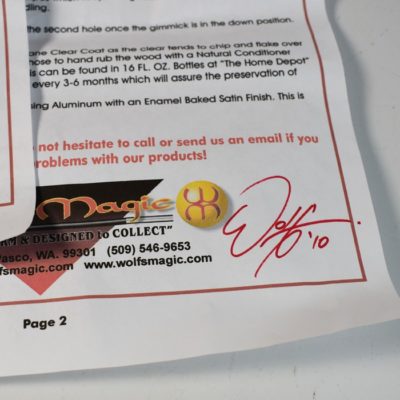 dling.
the second hole once the gimmick is in the down position.
ane Clear Coat as the clear tends to chip and flake over
hose to hand rub the wood with a Natural Conditioner
is can be found in 16 FL. OZ. Bottles at "The Home Depot"
every 3-6 months which will assure the preservation of
sing Aluminum with an Enamel Baked Satin Finish. This is
o not hesitate to call or send us an email if you
roblems with our products!
Magic
RM & DESIGNED to COLLECT"
asco, WA. 99301 (509) 546-9653
fsmagic.com www.wolfsmagic.com
Wolf '10
Page 2